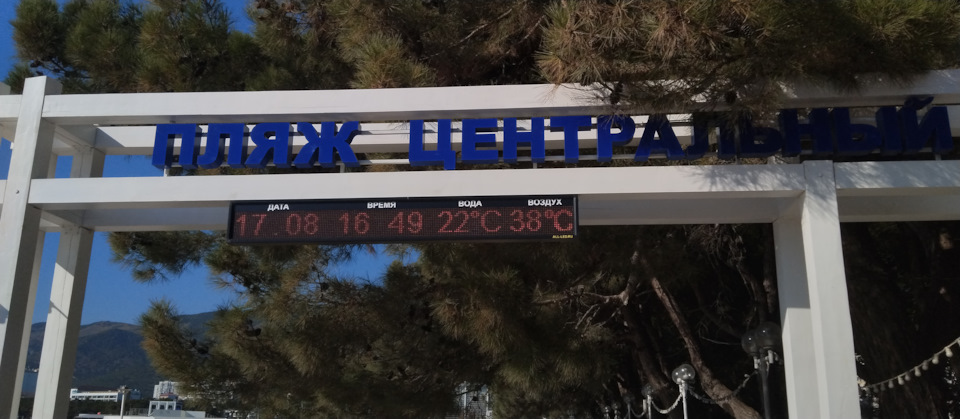 ПЛЯЖ ЦЕНТРАЛЬНЫЙ
ДАТА ВРЕМЯ ВОДА ВОЗДУХ
17.08 16 49 22°C 38°C